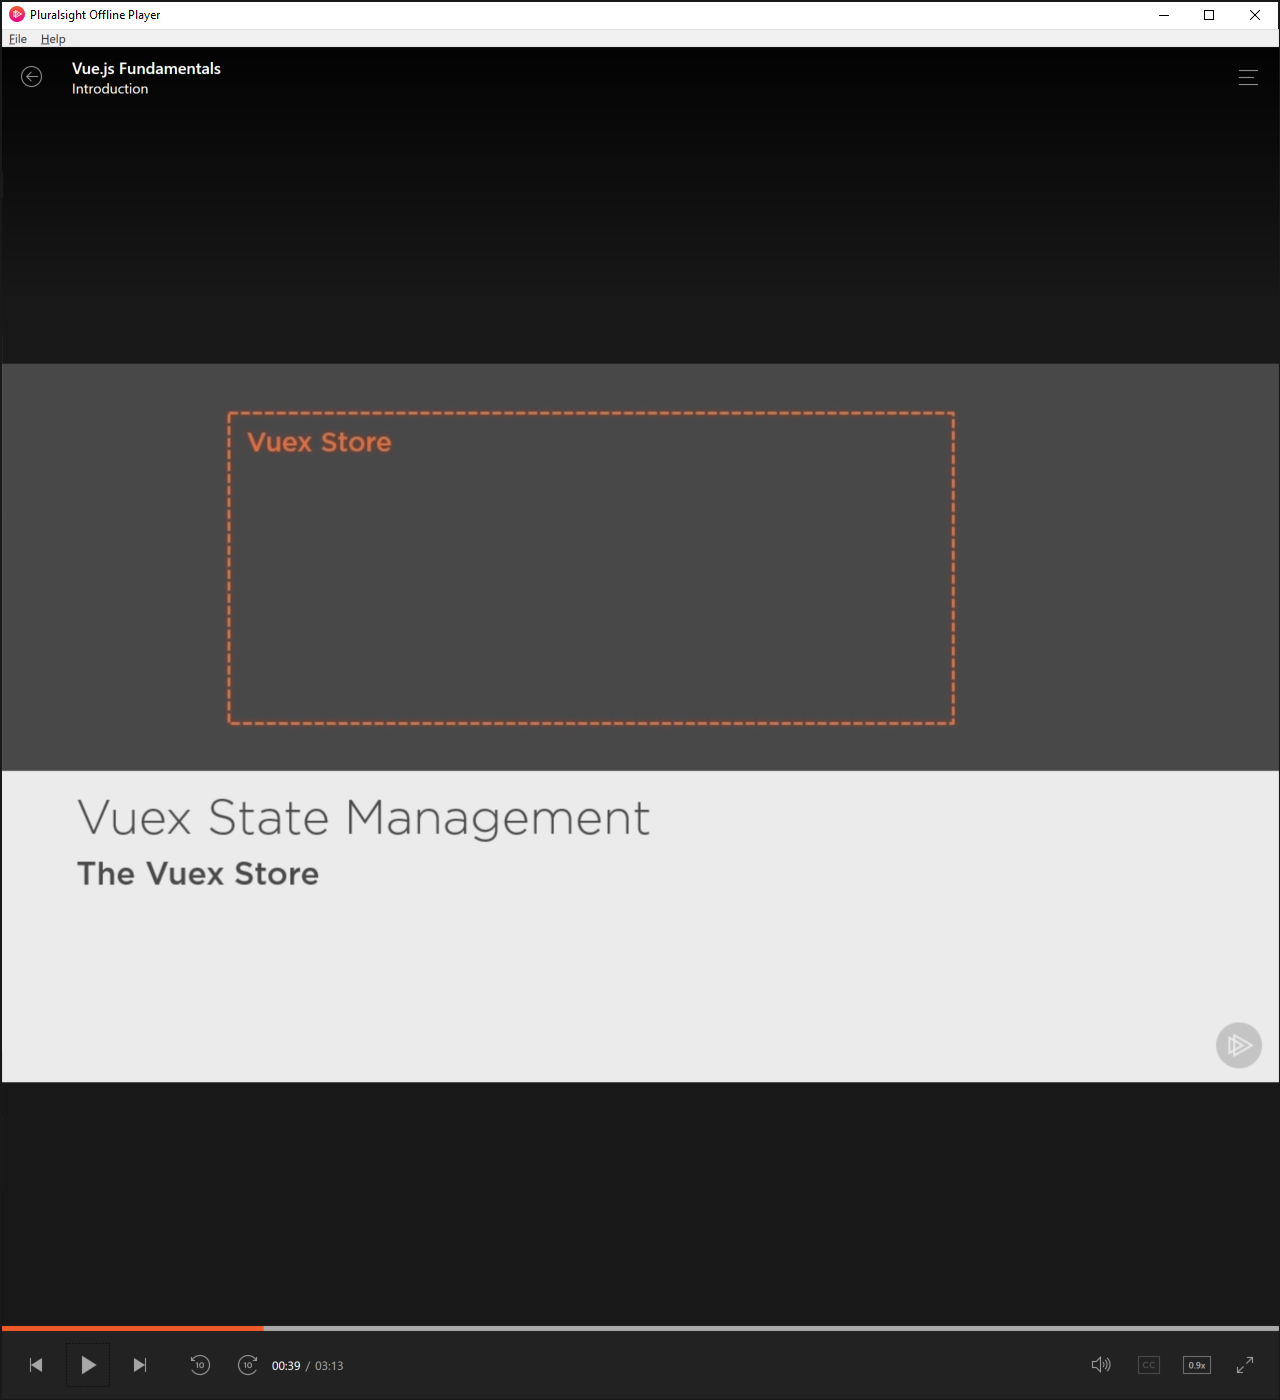 Pluralsight Offline Player
File Help
Vue.js Fundamentals
Introduction
Vuex Store
Vuex State Management
The Vuex Store
10 10 00:39 / 03:13 CC 0.9x